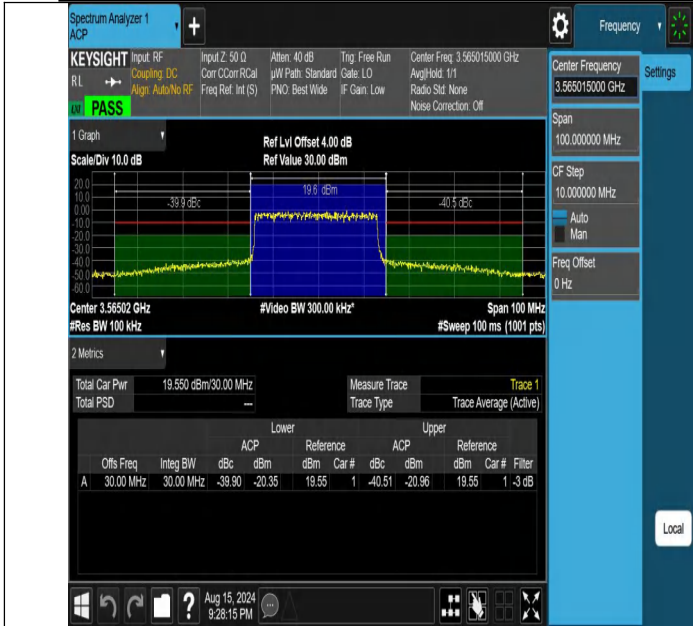 Spectrum Analyzer 1
ACP
+
Frequency
KEYSIGHT Input: RF Input Z: 50 Ω Atten: 40 dB Trig: Free Run Center Freq: 3.565015000 GHz
RL Coupling: DC Corr CCorr RCal µW Path: Standard Gate: LO Avg|Hold: 1/1
Align: Auto/No RF Freq Ref: Int (S) PNO: Best Wide IF Gain: Low Radio Std: None
PASS Noise Correction: Off
1 Graph
Ref Lvl Offset 4.00 dB
Scale/Div 10.0 dB Ref Value 30.00 dBm
20.0
10.0
0.00
-10.0
-20.0
-30.0
-40.0
-50.0
-60.0
-39.9 dBc 19.6 dBm -40.5 dBc
Center 3.56502 GHz #Video BW 300.00 kHz* Span 100 MHz
#Res BW 100 kHz #Sweep 100 ms (1001 pts)
2 Metrics
Total Car Pwr 19.550 dBm/30.00 MHz Measure Trace Trace 1
Total PSD --- Trace Type Trace Average (Active)
Lower Upper
ACP Reference ACP Reference
Offs Freq Integ BW dBc dBm dBm Car # dBc dBm dBm Car # Filter
A 30.00 MHz 30.00 MHz -39.90 -20.35 19.55 1 -40.51 -20.96 19.55 1 -3 dB
Center Frequency
3.565015000 GHz
Settings
Span
100.000000 MHz
CF Step
10.000000 MHz
Auto
Man
Freq Offset
0 Hz
Local
? Aug 15, 2024
9:28:15 PM